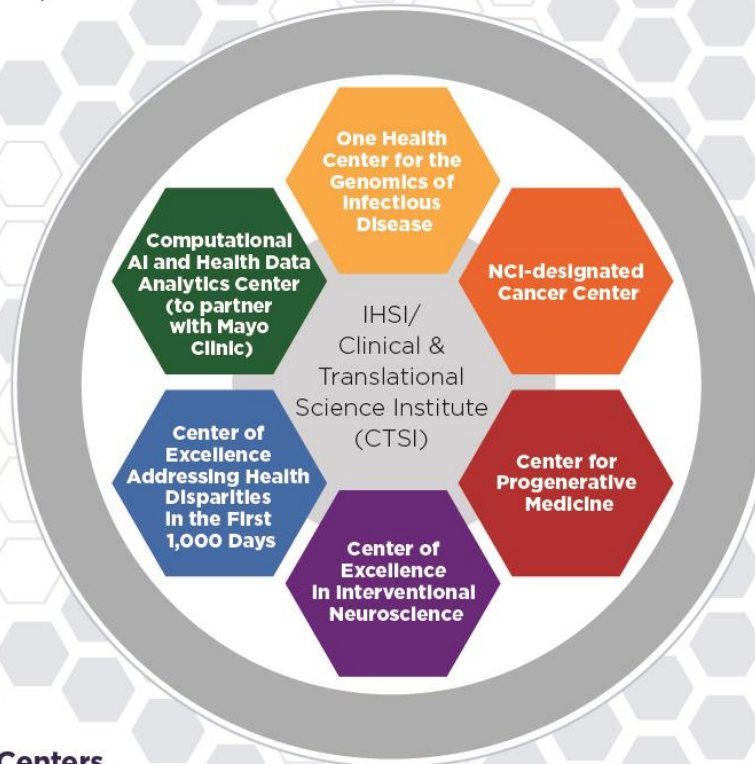 One Health
Center for the
Genomics of
Infectious
Disease
NCI-designated
Cancer Center
Center for
Progenerative
Medicine
Center of
Excellence
in Interventional
Neuroscience
Center of
Excellence
Addressing Health
Disparities
in the First
1,000 Days
Computational
AI and Health Data
Analytics Center
(to partner
with Mayo
Clinic)
IHSI/
Clinical &
Translational
Science Institute
(CTSI)
Centers